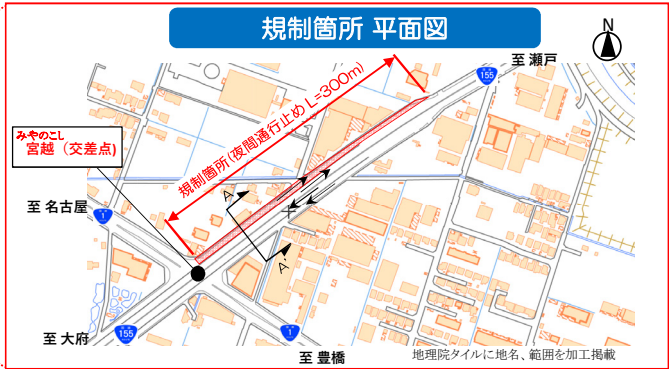 規制箇所 平面図
N
至 瀬戸
155
規制箇所(夜間通行止め L=300m)
みやのこし
宮越（交差点)
A
至 名古屋
1
A'
至 大府
155
1
至 豊橋
地理院タイルに地名、範囲を加工掲載